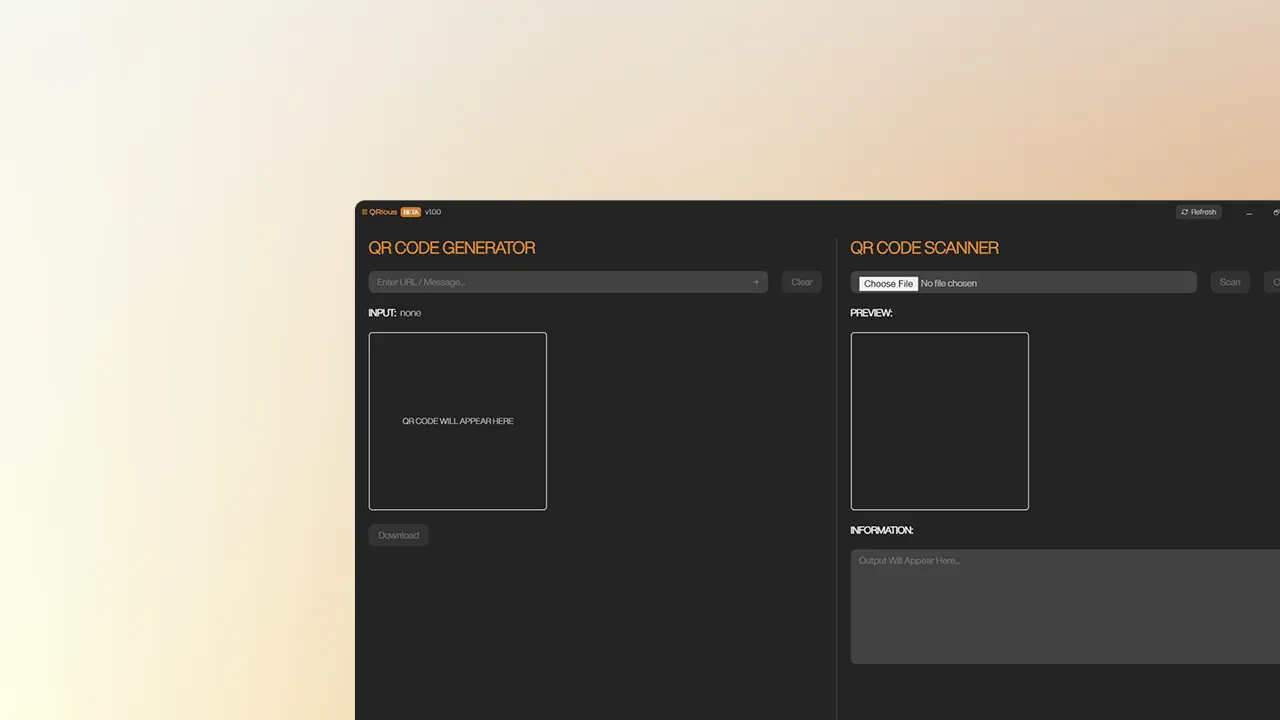 QRious BETA v1.0.0 Refresh
QR CODE GENERATOR
Enter URL / Message...
Clear
INPUT: none
QR CODE WILL APPEAR HERE
Download
QR CODE SCANNER
Choose File No file chosen
Scan
PREVIEW:
INFORMATION:
Output Will Appear Here...